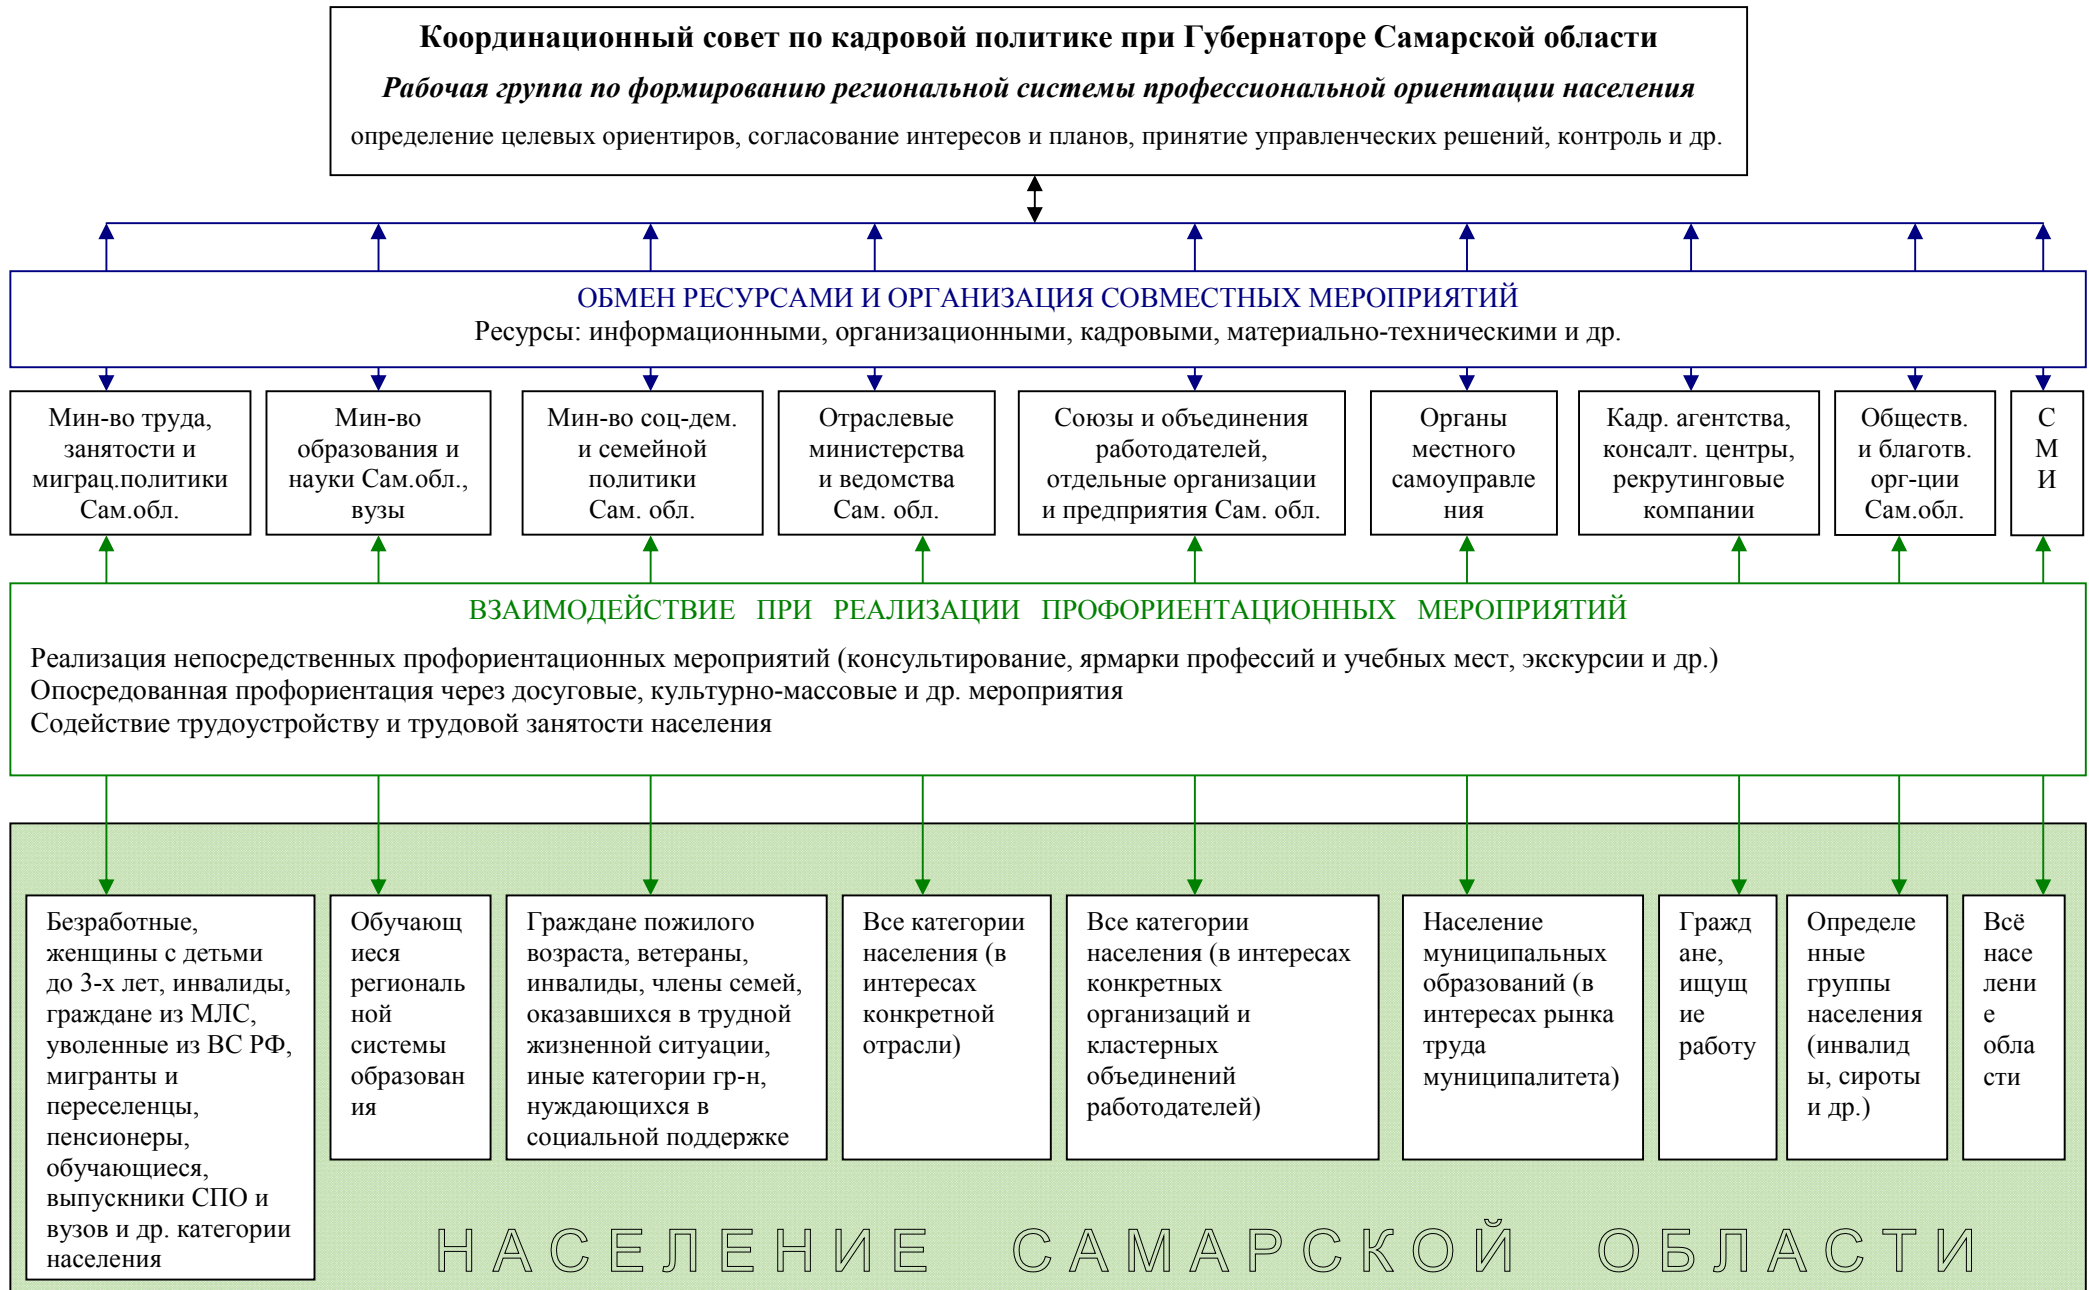 Координационный совет по кадровой политике при Губернаторе Самарской области
Рабочая группа по формированию региональной системы профессиональной ориентации населения
определение целевых ориентиров, согласование интересов и планов, принятие управленческих решений, контроль и др.
ОБМЕН РЕСУРСАМИ И ОРГАНИЗАЦИЯ СОВМЕСТНЫХ МЕРОПРИЯТИЙ
Ресурсы: информационными, организационными, кадровыми, материально-техническими и др.
Мин-во труда,
занятости и
миграц.политики
Сам.обл.
Мин-во
образования и
науки Сам.обл.,
вузы
Мин-во соц-дем.
и семейной
политики
Сам. обл.
Отраслевые
министерства
и ведомства
Сам. обл.
Союзы и объединения
работодателей,
отдельные организации
и предприятия Сам. обл.
Органы
местного
самоуправле
ния
Кадр. агентства,
консалт. центры,
рекрутинговые
компании
Обществ.
и благотв.
орг-ции
Сам.обл.
С
М
И
ВЗАИМОДЕЙСТВИЕ ПРИ РЕАЛИЗАЦИИ ПРОФОРИЕНТАЦИОННЫХ МЕРОПРИЯТИЙ
Реализация непосредственных профориентационных мероприятий (консультирование, ярмарки профессий и учебных мест, экскурсии и др.)
Опосредованная профориентация через досуговые, культурно-массовые и др. мероприятия
Содействие трудоустройству и трудовой занятости населения
Безработные,
женщины с детьми
до 3-х лет, инвалиды,
граждане из МЛС,
уволенные из ВС РФ,
мигранты и
переселенцы,
пенсионеры,
обучающиеся,
выпускники СПО и
вузов и др. категории
населения
Обучающ
иеся
региональ
ной
системы
образован
ия
Граждане пожилого
возраста, ветераны,
инвалиды, члены семей,
оказавшихся в трудной
жизненной ситуации,
иные категории гр-н,
нуждающихся в
социальной поддержке
Все категории
населения (в
интересах
конкретной
отрасли)
Все категории
населения (в интересах
конкретных
организаций и
кластерных
объединений
работодателей)
Население
муниципальных
образований (в
интересах рынка
труда
муниципалитета)
Гражд
ане,
ищущ
ие
работу
Определе
нные
группы
населения
(инвалид
ы, сироты
и др.)
Всё
насе
лени
е
обла
сти
НАСЕЛЕНИЕ САМАРСКОЙ ОБЛАСТИ